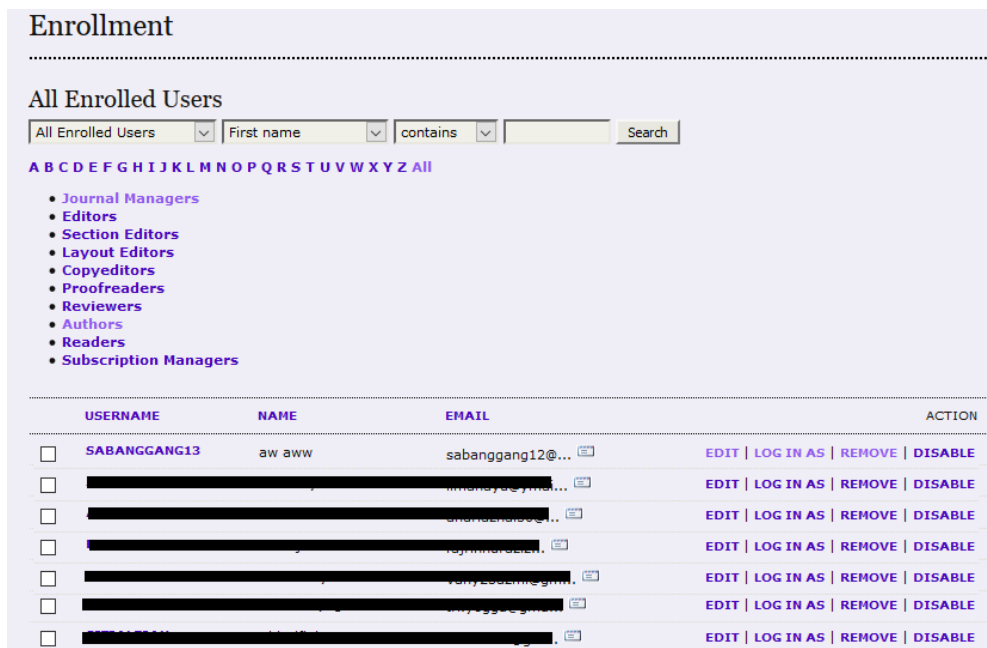 Enrollment
All Enrolled Users
All Enrolled Users First name contains Search
A B C D E F G H I J K L M N O P Q R S T U V W X Y Z All
Journal Managers
Editors
Section Editors
Layout Editors
Copyeditors
Proofreaders
Reviewers
Authors
Readers
Subscription Managers
USERNAME NAME EMAIL ACTION
SABANGGANG13 aw aww sabanggang12@... EDIT | LOG IN AS | REMOVE | DISABLE
EDIT | LOG IN AS | REMOVE | DISABLE
EDIT | LOG IN AS | REMOVE | DISABLE
EDIT | LOG IN AS | REMOVE | DISABLE
EDIT | LOG IN AS | REMOVE | DISABLE
EDIT | LOG IN AS | REMOVE | DISABLE
EDIT | LOG IN AS | REMOVE | DISABLE